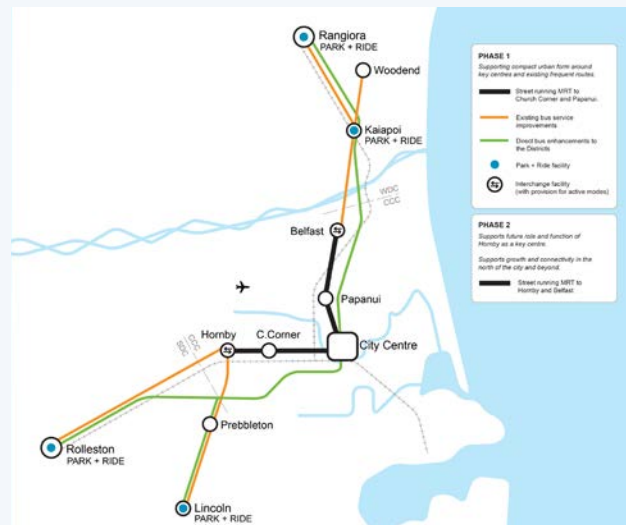 Rangiora
PARK + RIDE
Woodend
Kaiapoi
PARK + RIDE
WDC
CCC
Belfast
Papanui
City Centre
Hornby
C.Corner
CCC
SDC
Prebbleton
Rolleston
PARK + RIDE
Lincoln
PARK + RIDE
PHASE 1
Supporting compact urban form around
key centres and existing frequent routes.
Street running MRT to
Church Corner and Papanui.
Existing bus service
improvements
Direct bus enhancements to
the Districts
Park + Ride facility
Interchange facility
(with provision for active modes)
PHASE 2
Supports future role and function of
Hornby as a key centre.
Supports growth and connectivity in the
north of the city and beyond.
Street running MRT to
Hornby and Belfast